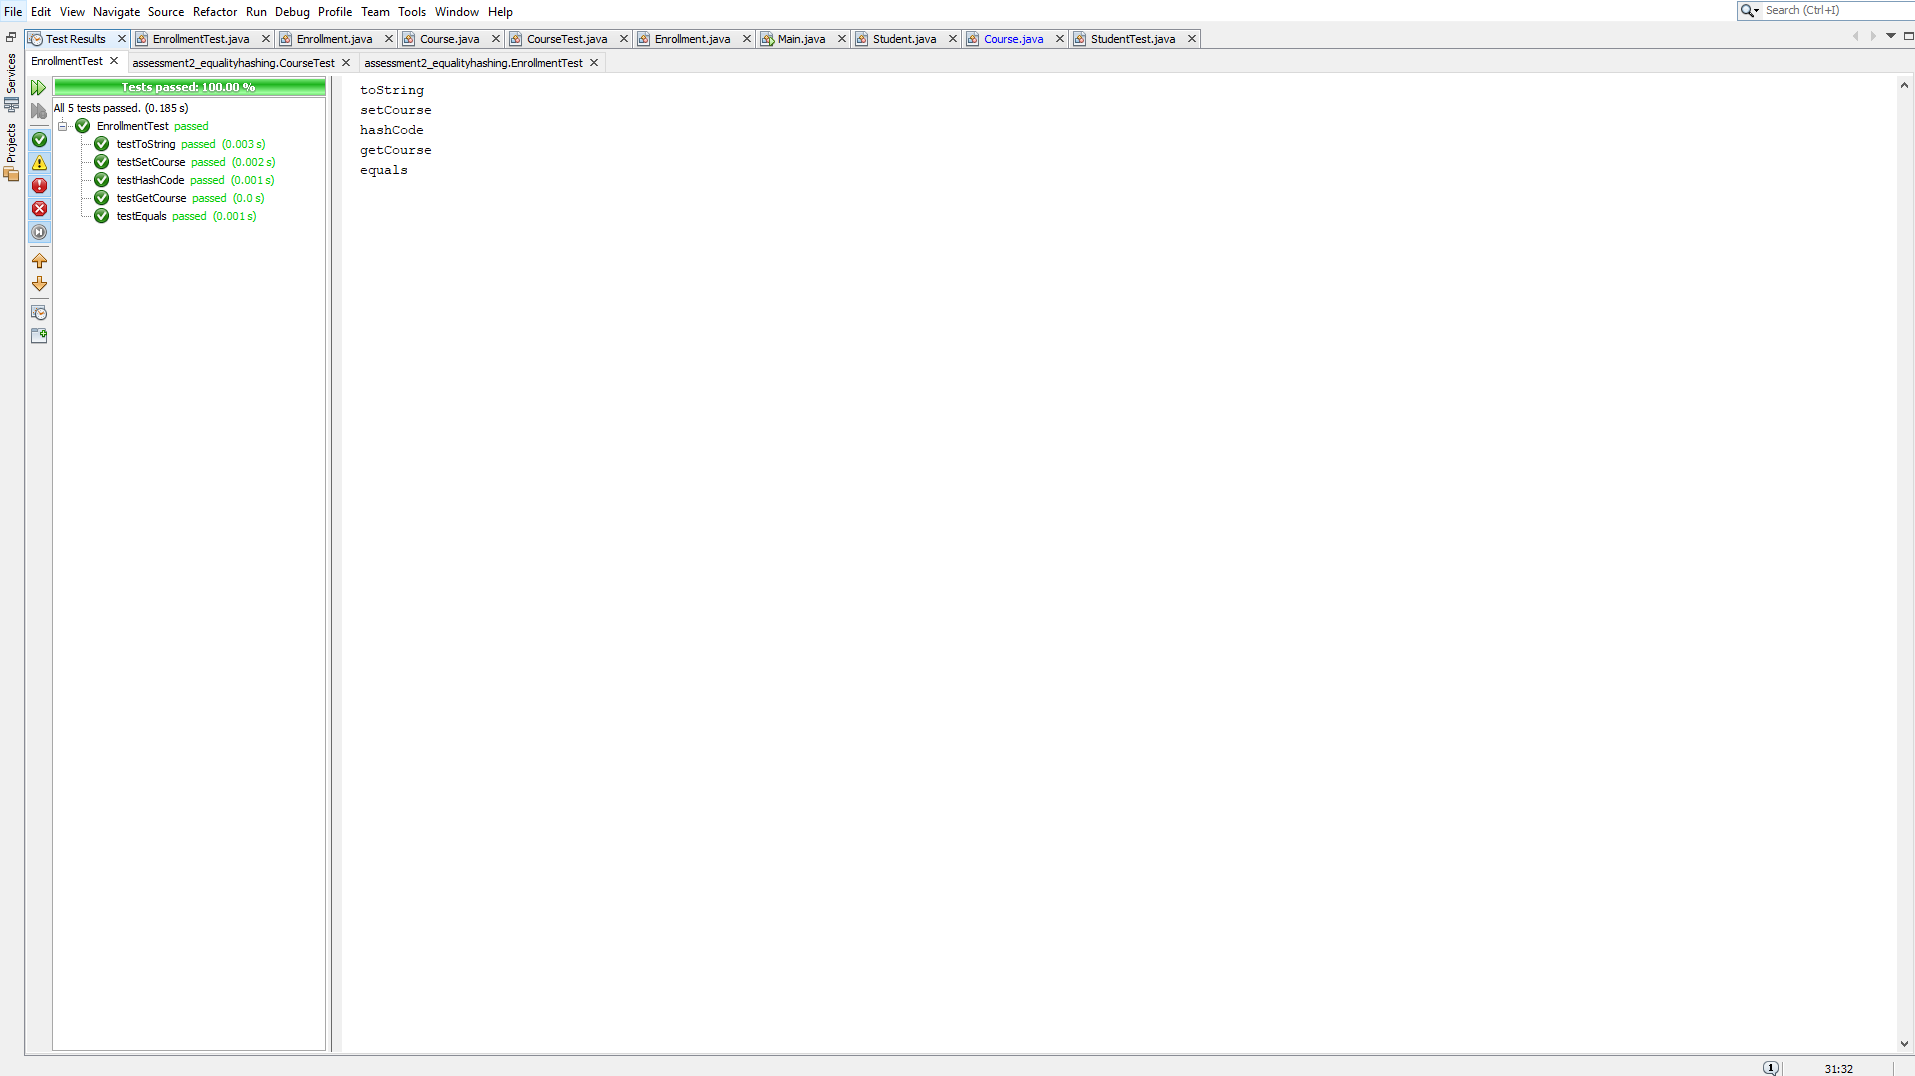 File Edit View Navigate Source Refactor Run Debug Profile Team Tools Window Help
Search (Ctrl+I)
Test Results EnrollmentTest.java Enrollment.java Course.java CourseTest.java Enrollment.java Main.java Student.java Course.java StudentTest.java
EnrollmentTest assessment2_equalityhashing.CourseTest assessment2_equalityhashing.EnrollmentTest
Services
Projects
Tests passed: 100.00 %
All 5 tests passed. (0.185 s)
EnrollmentTest passed
testToString passed (0.003 s)
testSetCourse passed (0.002 s)
testHashCode passed (0.001 s)
testGetCourse passed (0.0 s)
testEquals passed (0.001 s)
toString
setCourse
hashCode
getCourse
equals
1
31:32